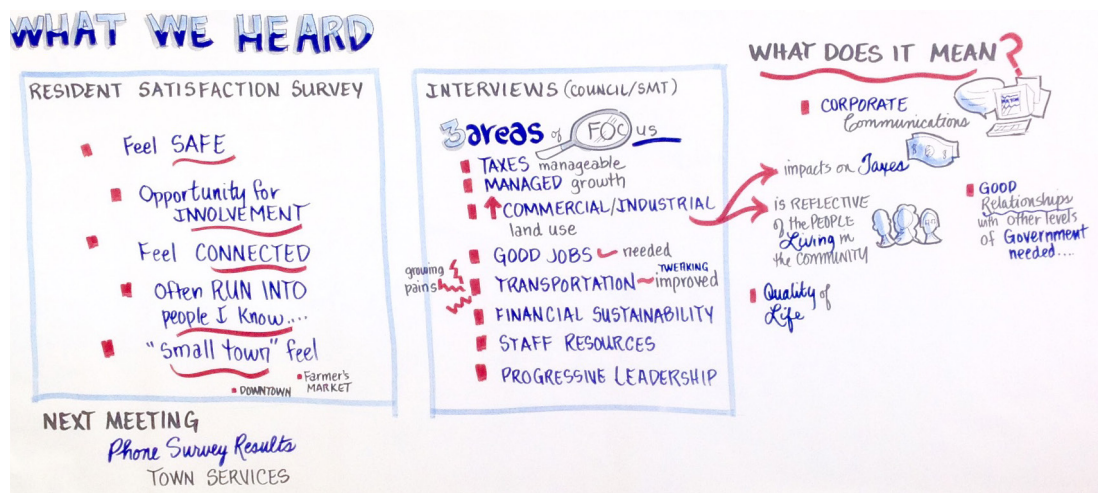 WHAT WE HEARD
RESIDENT SATISFACTION SURVEY
Feel SAFE
Opportunity for
INVOLVEMENT
Feel CONNECTED
Often RUN INTO
people I Know....
"Small town" feel
DOWNTOWN
Farmer's
MARKET
NEXT MEETING
Phone Survey Results
TOWN SERVICES
INTERVIEWS (COUNCIL/SMT)
3 areas of FOCus
TAXES manageable
MANAGED growth
COMMERCIAL/INDUSTRIAL
land use
GOOD JOBS needed
growing
pains
TWEAKING
TRANSPORTATION improved
FINANCIAL SUSTAINABILITY
STAFF RESOURCES
PROGRESSIVE LEADERSHIP
WHAT DOES IT MEAN?
CORPORATE
Communications
impacts on Taxes
is REFLECTIVE
of the PEOPLE
Living in
the COMMUNITY
Quality of
Life
GOOD
Relationships
with other levels
of Government
needed....